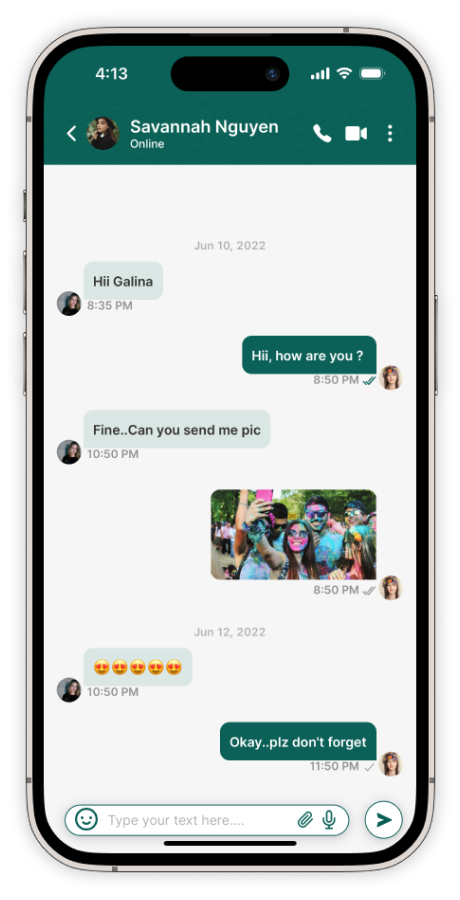 4:13
Savannah Nguyen
Online
Jun 10, 2022
Hii Galina
8:35 PM
Hii, how are you ?
8:50 PM
Fine..Can you send me pic
10:50 PM
8:50 PM
Jun 12, 2022
😍😍😍😍😍
10:50 PM
Okay..plz don't forget
11:50 PM
Type your text here....